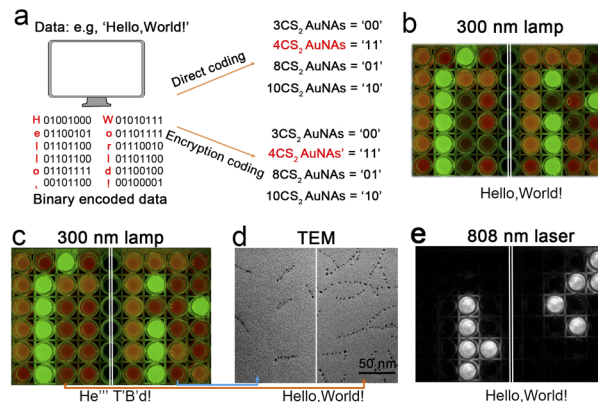 a
Data: e.g, ‘Hello,World!’
Direct coding
Encryption coding
H 01001000 W 01010111
e 01100101 o 01101111
l 01101100 r 01110010
l 01101100 l 01101100
o 01101111 d 01100100
, 00101100 ! 00100001
Binary encoded data
3CS₂ AuNAs = ‘00’
4CS₂ AuNAs = ‘11’
8CS₂ AuNAs = ‘01’
10CS₂ AuNAs = ‘10’
3CS₂ AuNAs = ‘00’
4CS₂ AuNAs’ = ‘11’
8CS₂ AuNAs = ‘01’
10CS₂ AuNAs = ‘10’
b
300 nm lamp
Hello,World!
c
300 nm lamp
He''' T'B'd!
d
TEM
50 nm
Hello,World!
e
808 nm laser
Hello,World!